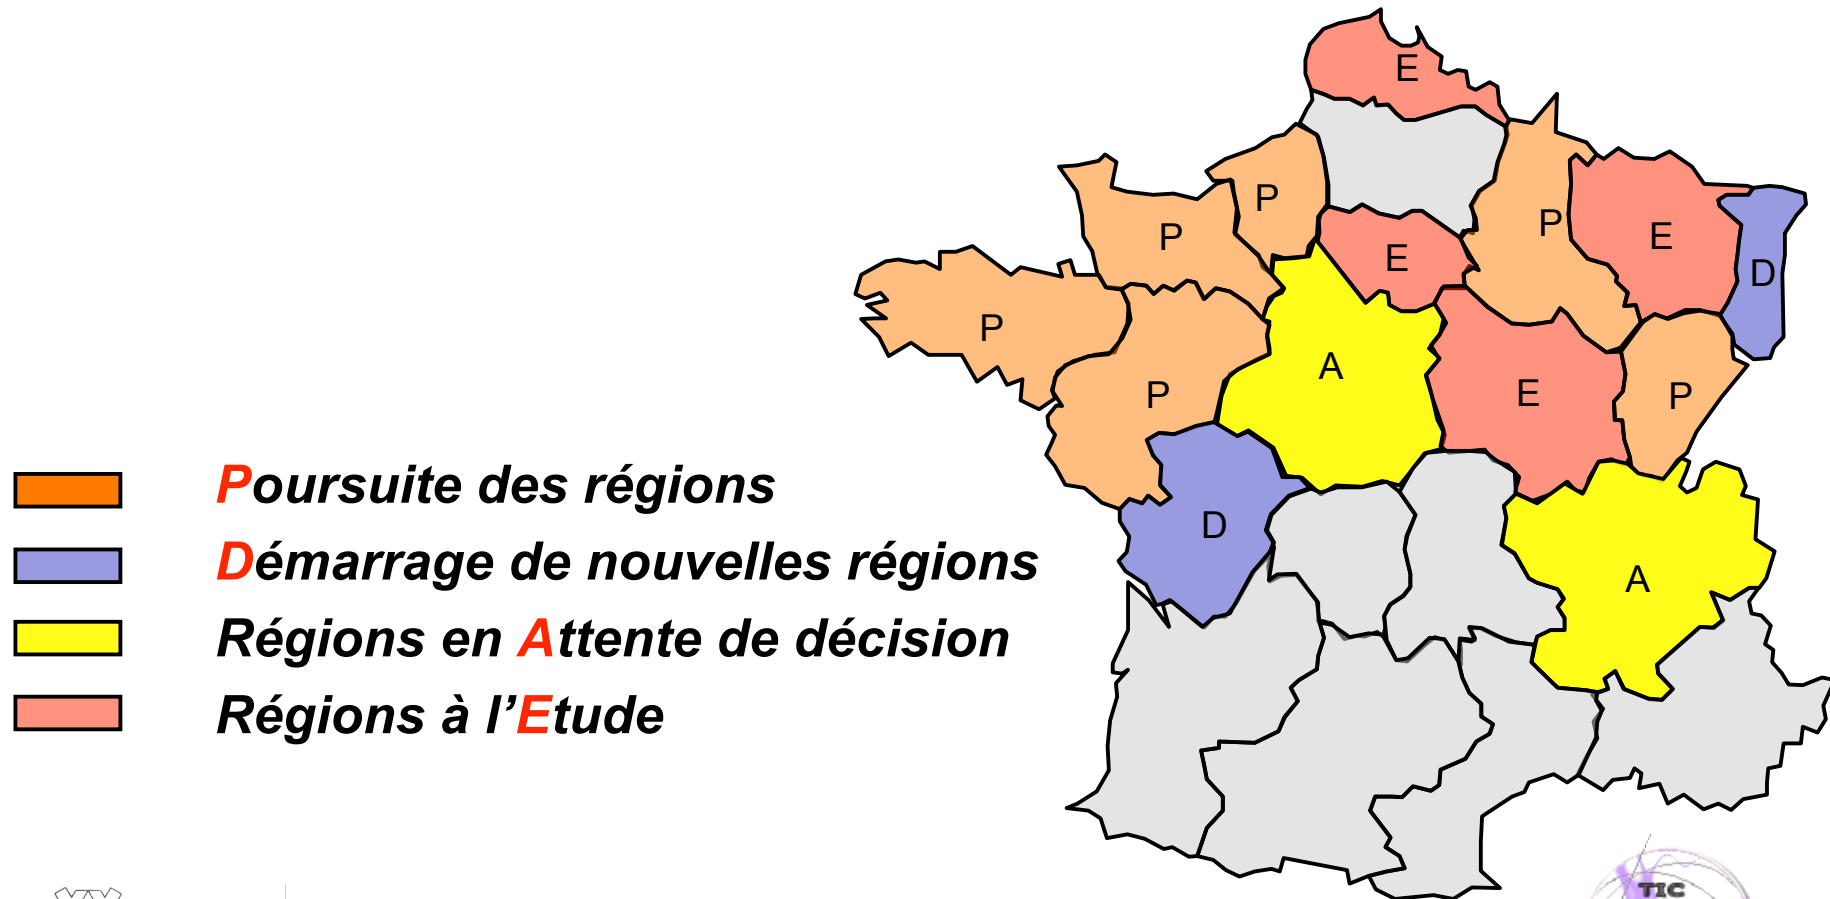 E
P
P
P
E
E
D
P
A
P
E
P
Poursuite des régions
D
Démarrage de nouvelles régions
A
Régions en Attente de décision
Régions à l’Etude
TIC